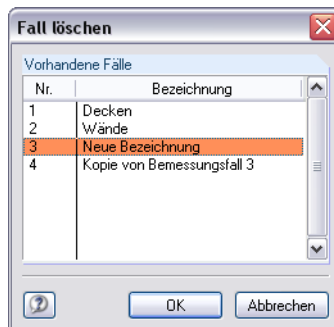 Fall löschen
Vorhandene Fälle
Nr. Bezeichnung
1 Decken
2 Wände
3 Neue Bezeichnung
4 Kopie von Bemessungsfall 3
OK Abbrechen